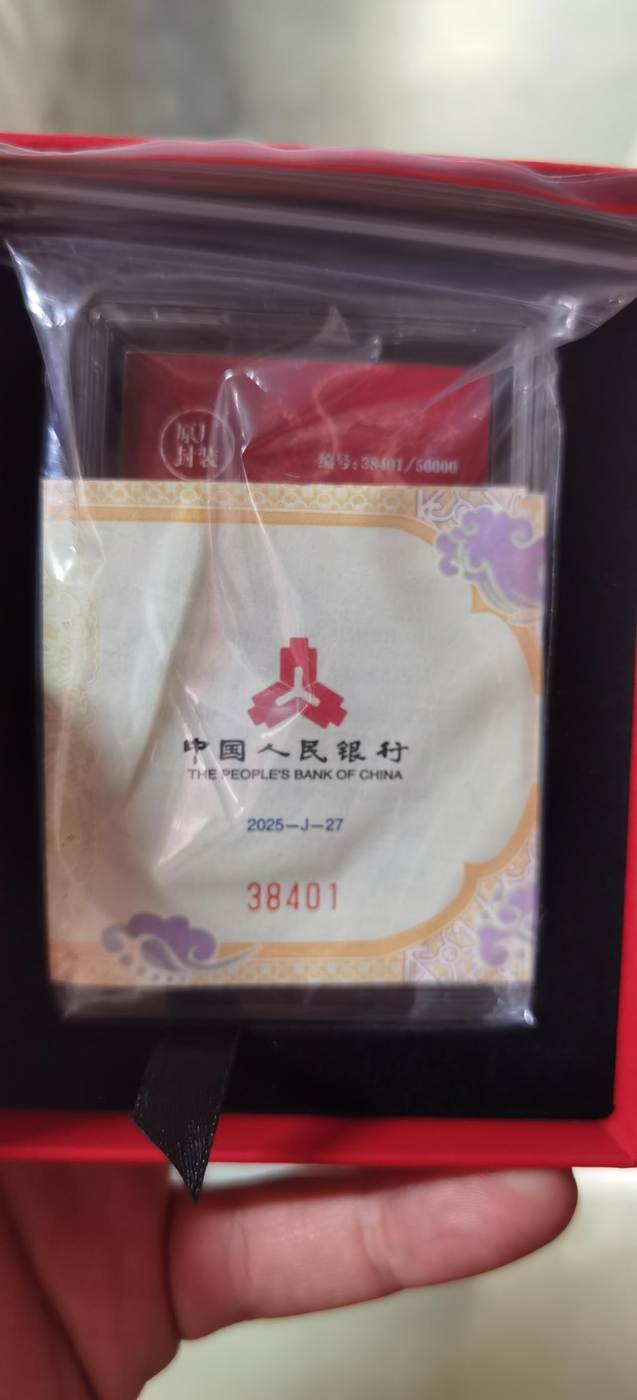 原
封装
编号:38401/50000
中国人民银行
THE PEOPLE'S BANK OF CHINA
2025-J-27
38401